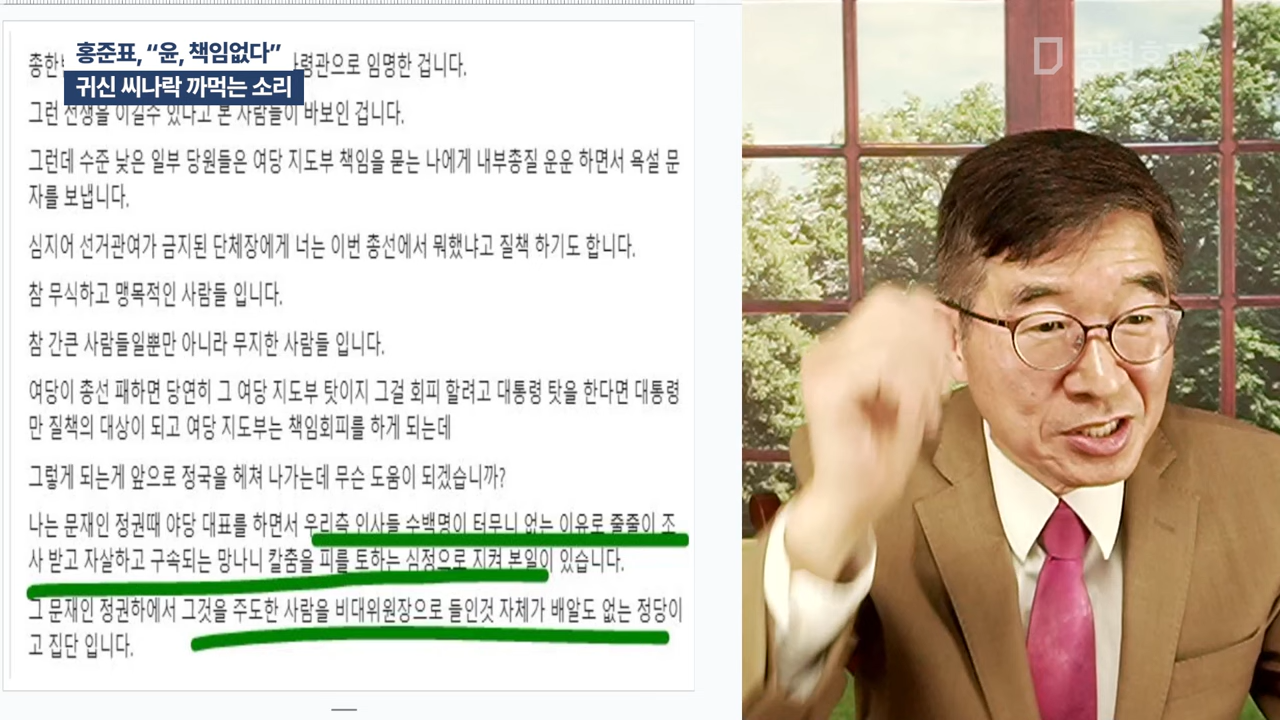 홍준표, “윤, 책임없다”
귀신 씨나락 까먹는 소리
공병호TV
총한
령관으로 임명한 겁니다.
그런 선생을 이길수 있다고 본 사람들이 바보인 겁니다.
그런데 수준 낮은 일부 당원들은 여당 지도부 책임을 묻는 나에게 내부총질 운운 하면서 욕설 문
자를 보냅니다.
심지어 선거관여가 금지된 단체장에게 너는 이번 총선에서 뭐했냐고 질책 하기도 합니다.
참 무식하고 맹목적인 사람들 입니다.
참 간큰 사람들일뿐만 아니라 무지한 사람들 입니다.
여당이 총선 패하면 당연히 그 여당 지도부 탓이지 그걸 회피 할려고 대통령 탓을 한다면 대통령
만 질책의 대상이 되고 여당 지도부는 책임회피를 하게 되는데
그렇게 되는게 앞으로 정국을 헤쳐 나가는데 무슨 도움이 되겠습니까?
나는 문재인 정권때 야당 대표를 하면서 우리측 인사들 수백명이 터무니 없는 이유로 줄줄이 조
사 받고 자살하고 구속되는 망나니 칼춤을 피를 토하는 심정으로 지켜 본일이 있습니다.
그 문재인 정권하에서 그것을 주도한 사람을 비대위원장으로 들인것 자체가 배알도 없는 정당이
고 집단 입니다.